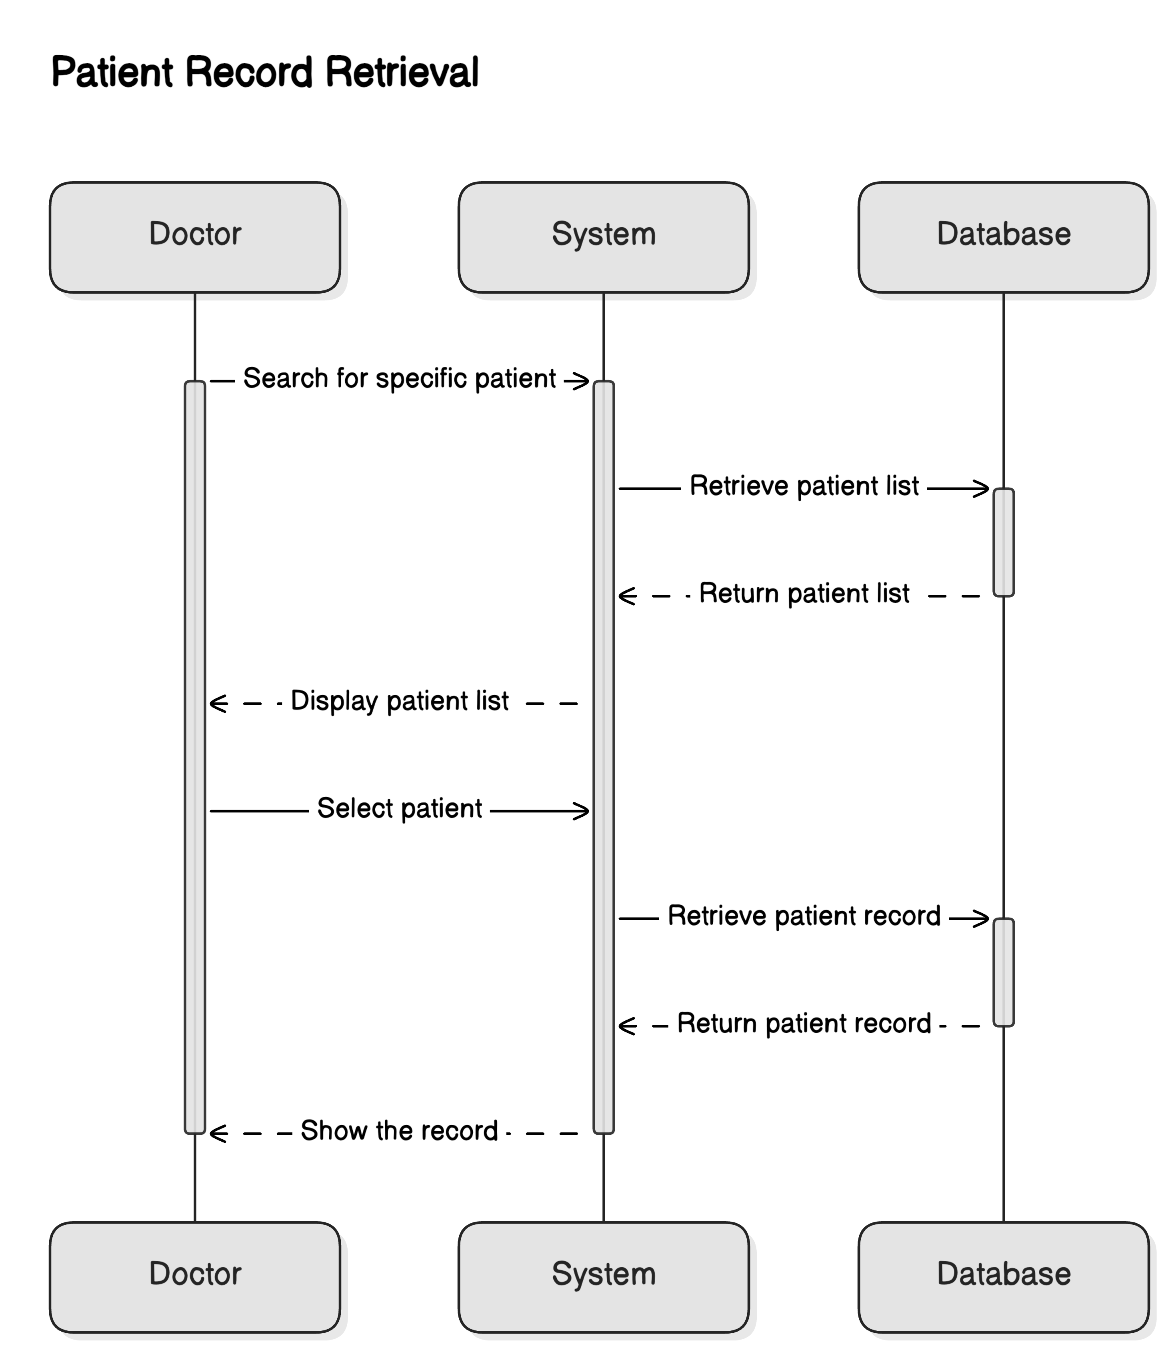 Patient Record Retrieval
Doctor
System
Database
Search for specific patient
Retrieve patient list
Return patient list
Display patient list
Select patient
Retrieve patient record
Return patient record
Show the record
Doctor
System
Database